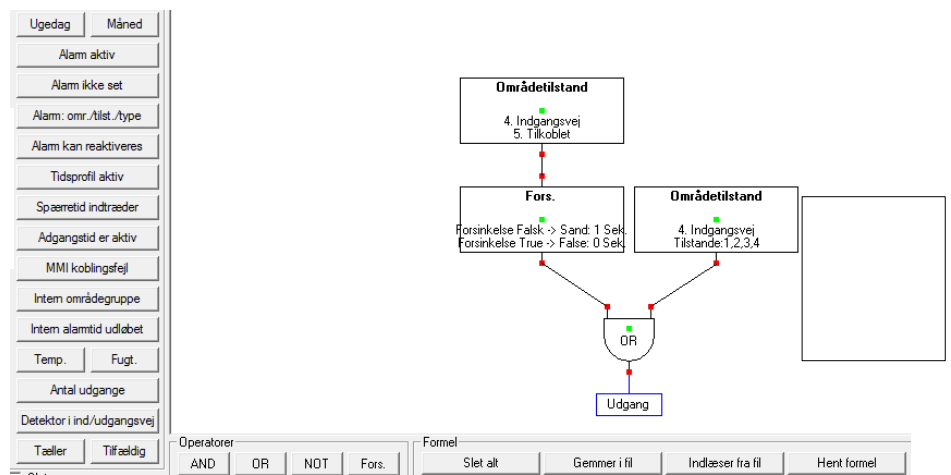 Ugedag Måned
Alarm aktiv
Alarm ikke set
Alarm: omr./tilst./type
Alarm kan reaktiveres
Tidsprofil aktiv
Spærretid indtræder
Adgangstid er aktiv
MMI koblingsfejl
Intern områdegruppe
Intern alarmtid udløbet
Temp. Fugt.
Antal udgange
Detektor i ind/udgangsvej
Tæller Tilfældig
Områdetilstand
4. Indgangsvej
5. Tilkoblet
Fors.
Forsinkelse Falsk -> Sand: 1 Sek.
Forsinkelse True -> False: 0 Sek.
Områdetilstand
4. Indgangsvej
Tilstande:1,2,3,4
OR
Udgang
Operatorer
AND OR NOT Fors.
Formel
Slet alt Gemmer i fil Indlæser fra fil Hent formel